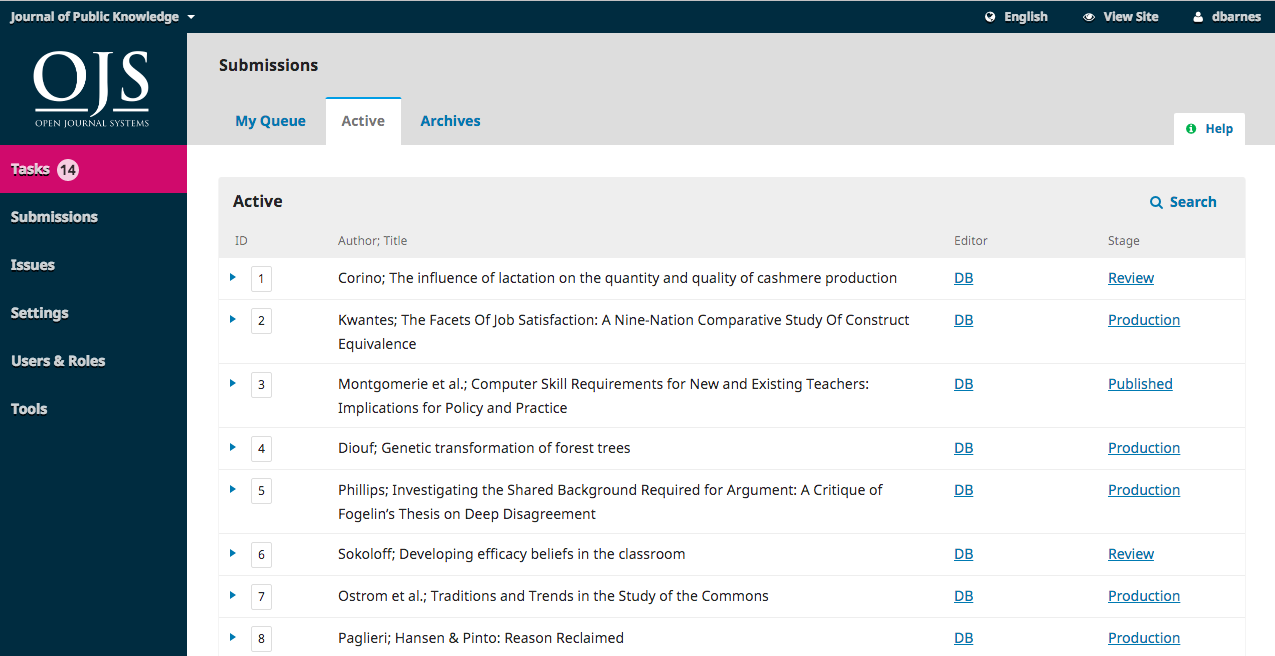 Journal of Public Knowledge
English
View Site
dbarnes
OJS
OPEN JOURNAL SYSTEMS
Tasks 14
Submissions
Issues
Settings
Users & Roles
Tools
Submissions
My Queue
Active
Archives
Help
Active
Search
ID Author; Title Editor Stage
1 Corino; The influence of lactation on the quantity and quality of cashmere production DB Review
2 Kwantes; The Facets Of Job Satisfaction: A Nine-Nation Comparative Study Of Construct DB Production
Equivalence
3 Montgomerie et al.; Computer Skill Requirements for New and Existing Teachers: DB Published
Implications for Policy and Practice
4 Diouf; Genetic transformation of forest trees DB Production
5 Phillips; Investigating the Shared Background Required for Argument: A Critique of DB Production
Fogelin’s Thesis on Deep Disagreement
6 Sokoloff; Developing efficacy beliefs in the classroom DB Review
7 Ostrom et al.; Traditions and Trends in the Study of the Commons DB Production
8 Paglieri; Hansen & Pinto: Reason Reclaimed DB Production